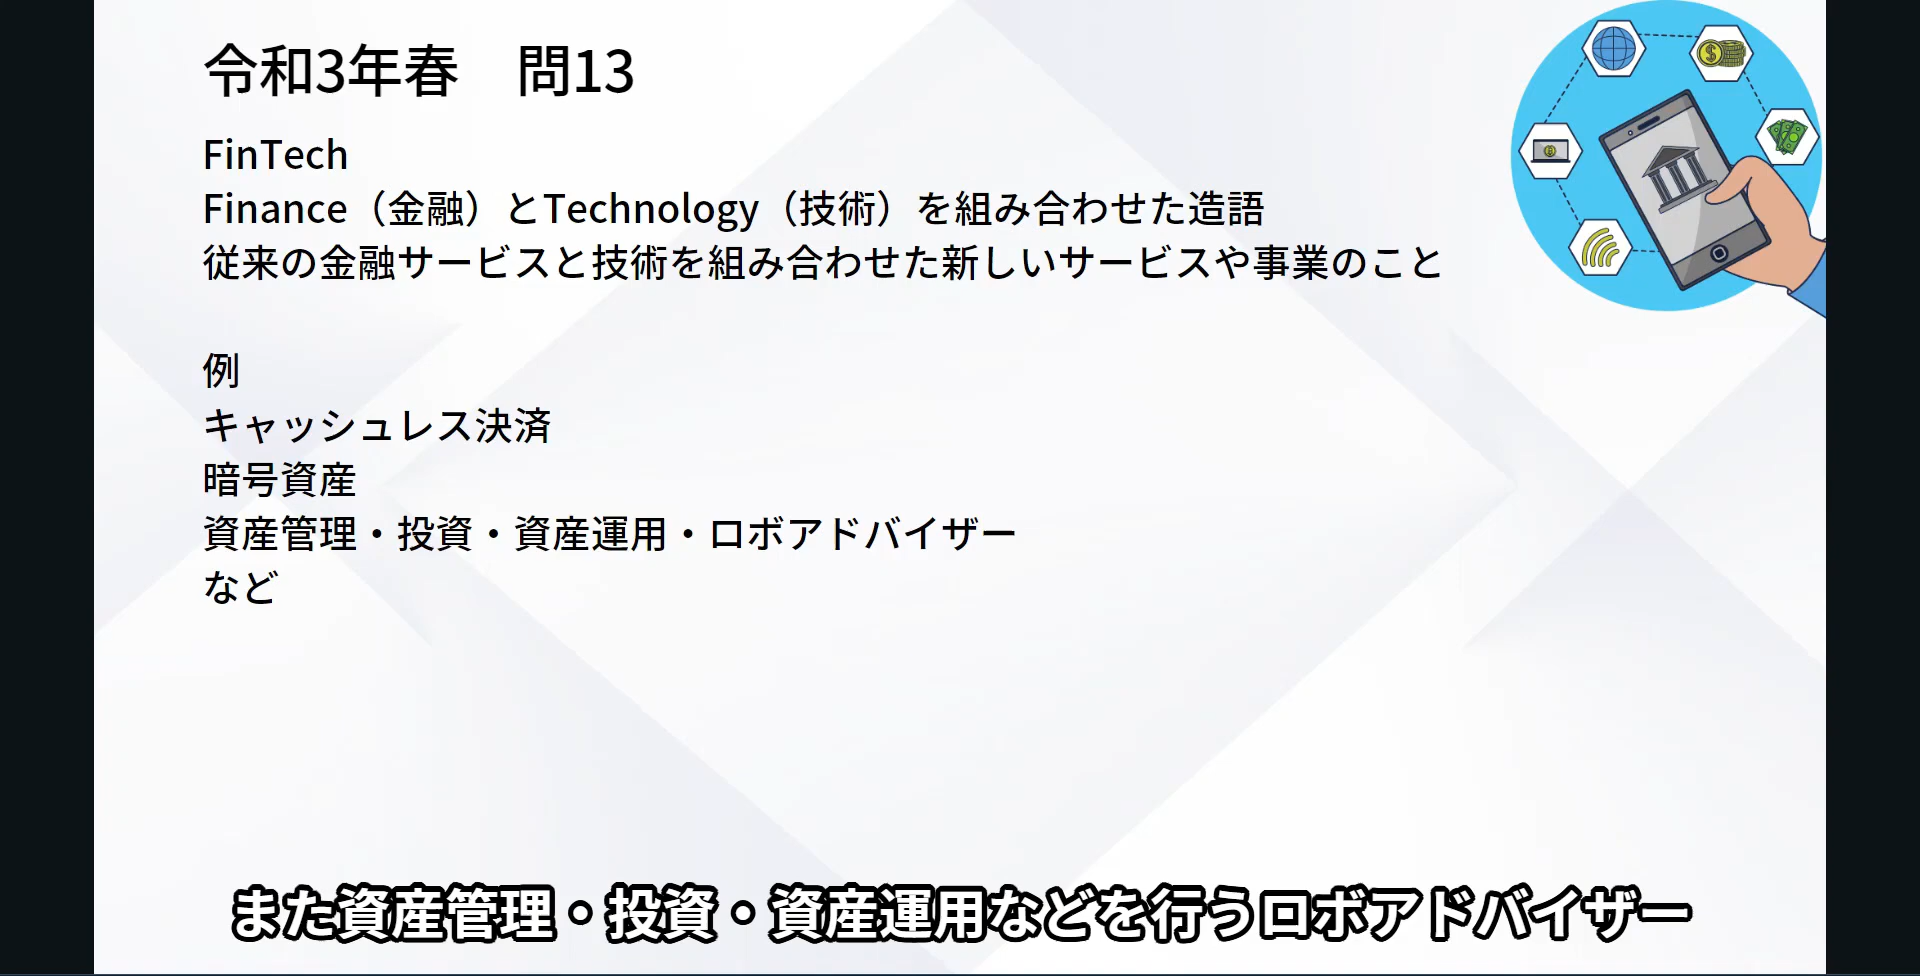 令和3年春　問13
FinTech
Finance（金融）とTechnology（技術）を組み合わせた造語
従来の金融サービスと技術を組み合わせた新しいサービスや事業のこと
例
キャッシュレス決済
暗号資産
資産管理・投資・資産運用・ロボアドバイザー
など
また資産管理・投資・資産運用などを行うロボアドバイザー